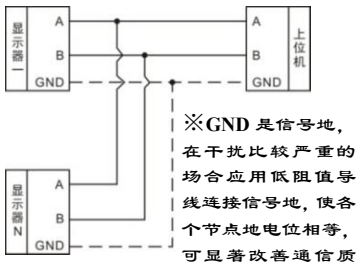 显示器一
A
B
GND
A
B
GND
上位机
显示器N
A
B
GND
※GND 是信号地，
在干扰比较严重的
场合应用低阻值导
线连接信号地，使各
个节点地电位相等，
可显著改善通信质